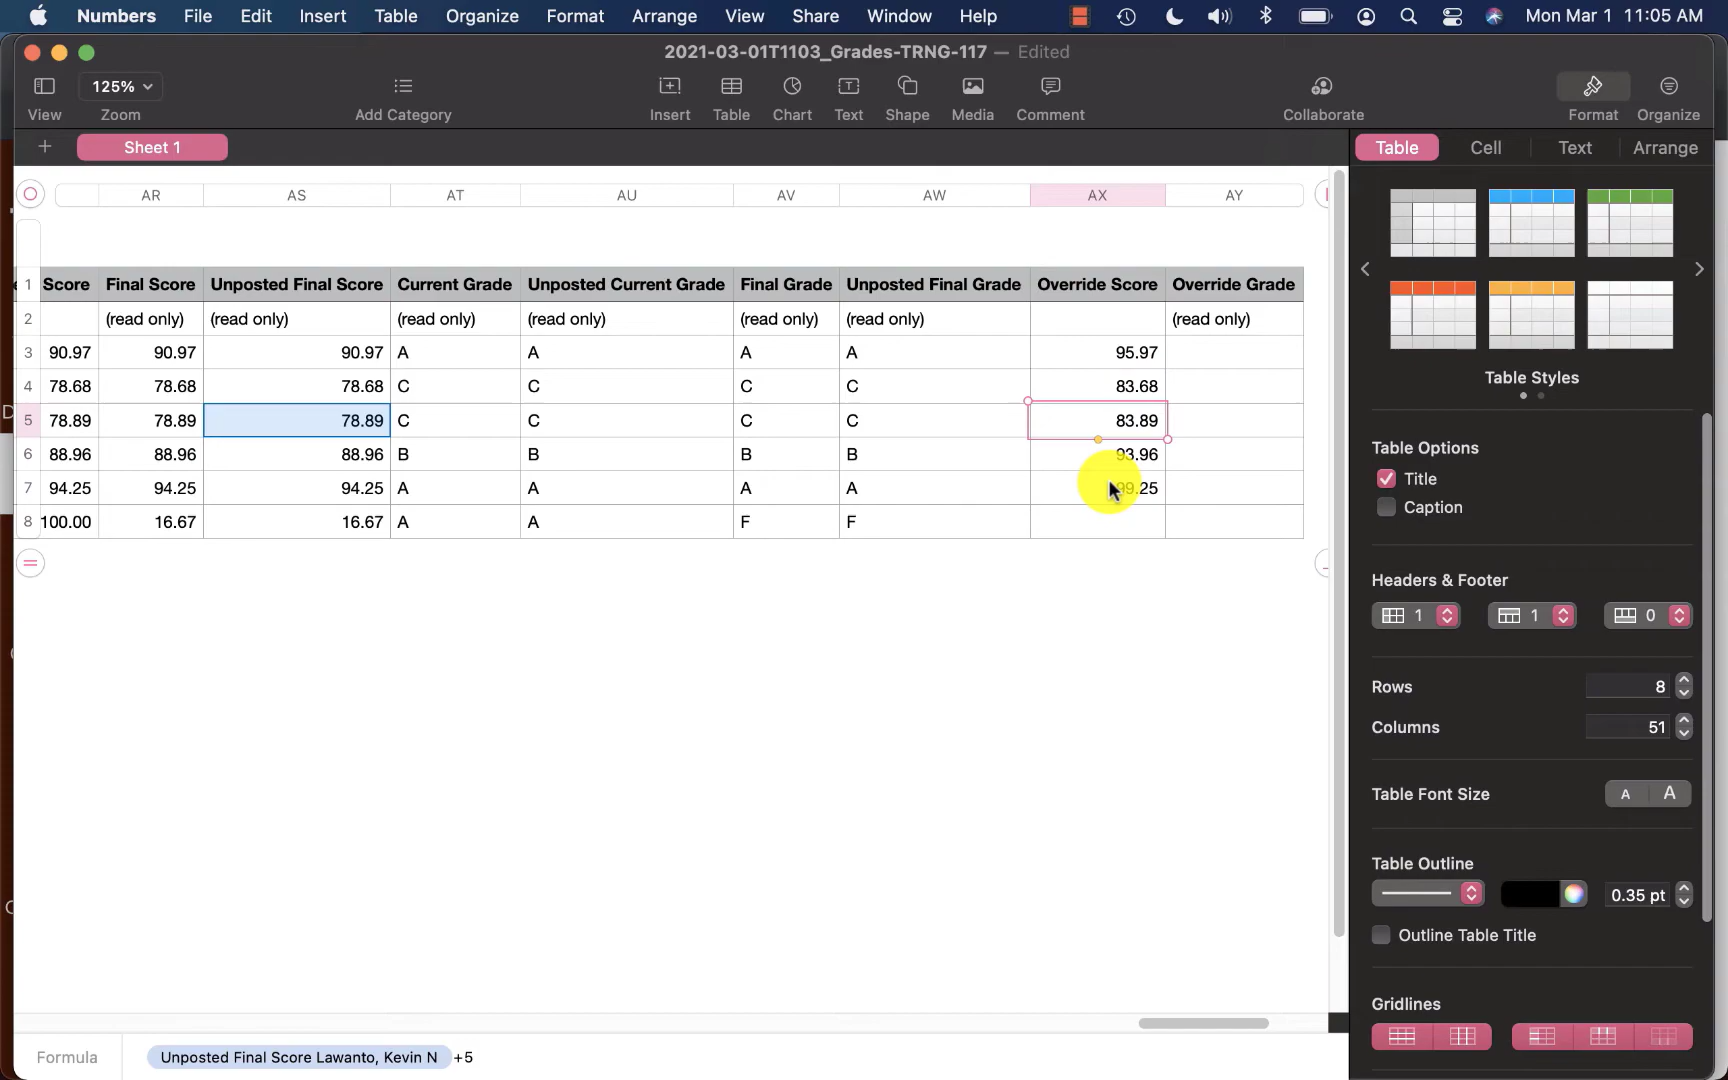 Numbers File Edit Insert Table Organize Format Arrange View Share Window Help Mon Mar 1 11:05 AM
2021-03-01T1103_Grades-TRNG-117 — Edited
125%
View Zoom Add Category Insert Table Chart Text Shape Media Comment Collaborate Format Organize
Sheet 1
Table Cell Text Arrange
AR AS AT AU AV AW AX AY
1 Score Final Score Unposted Final Score Current Grade Unposted Current Grade Final Grade Unposted Final Grade Override Score Override Grade
2 (read only) (read only) (read only) (read only) (read only) (read only) (read only)
3 90.97 90.97 90.97 A A A A 95.97
4 78.68 78.68 78.68 C C C C 83.68
5 78.89 78.89 78.89 C C C C 83.89
6 88.96 88.96 88.96 B B B B 93.96
7 94.25 94.25 94.25 A A A A 99.25
8 100.00 16.67 16.67 A A F F
Table Styles
Table Options
Title
Caption
Headers & Footer
1 1 0
Rows 8
Columns 51
Table Font Size A A
Table Outline
0.35 pt
Outline Table Title
Gridlines
Formula Unposted Final Score Lawanto, Kevin N +5